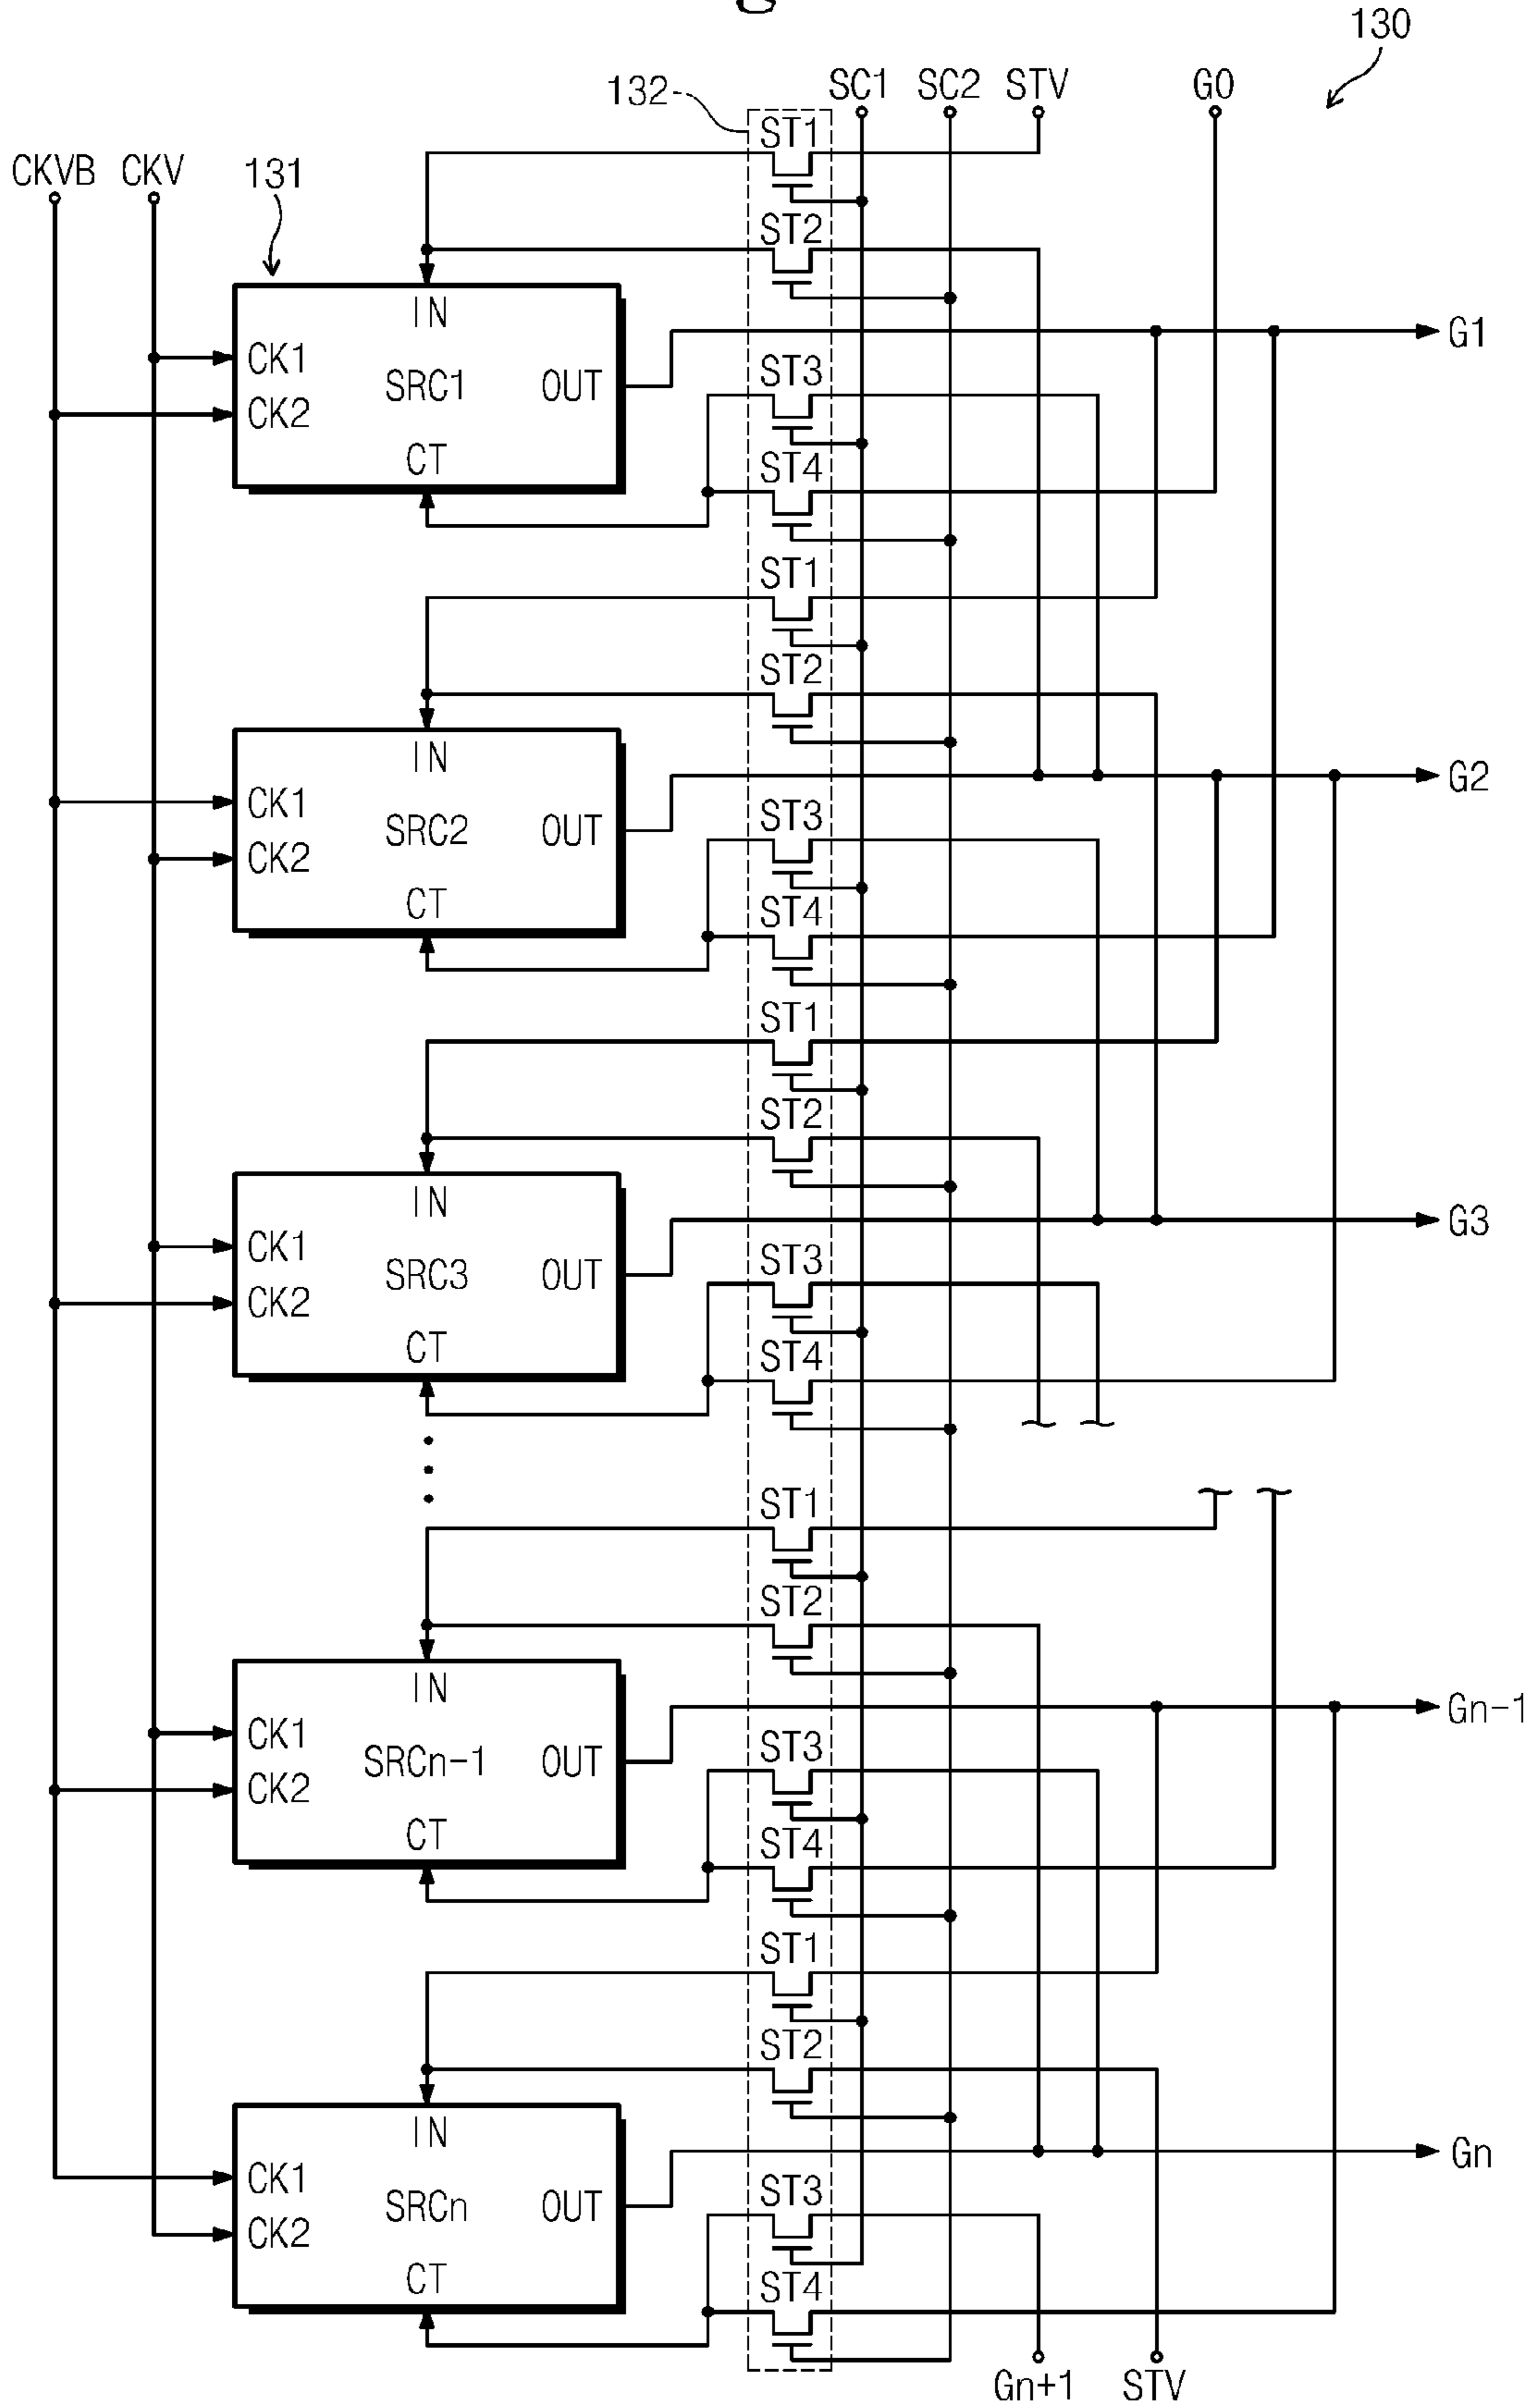 g
130
132 SC1 SC2 STV G0
CKVB CKV 131
ST1
ST2
IN
CK1 SRC1 OUT
CK2
CT
G1
ST3
ST4
ST1
ST2
IN
CK1 SRC2 OUT
CK2
CT
G2
ST3
ST4
ST1
ST2
IN
CK1 SRC3 OUT
CK2
CT
G3
ST3
ST4
ST1
ST2
IN
CK1 SRCn-1 OUT
CK2
CT
Gn-1
ST3
ST4
ST1
ST2
IN
CK1 SRCn OUT
CK2
CT
Gn
ST3
ST4
Gn+1 STV